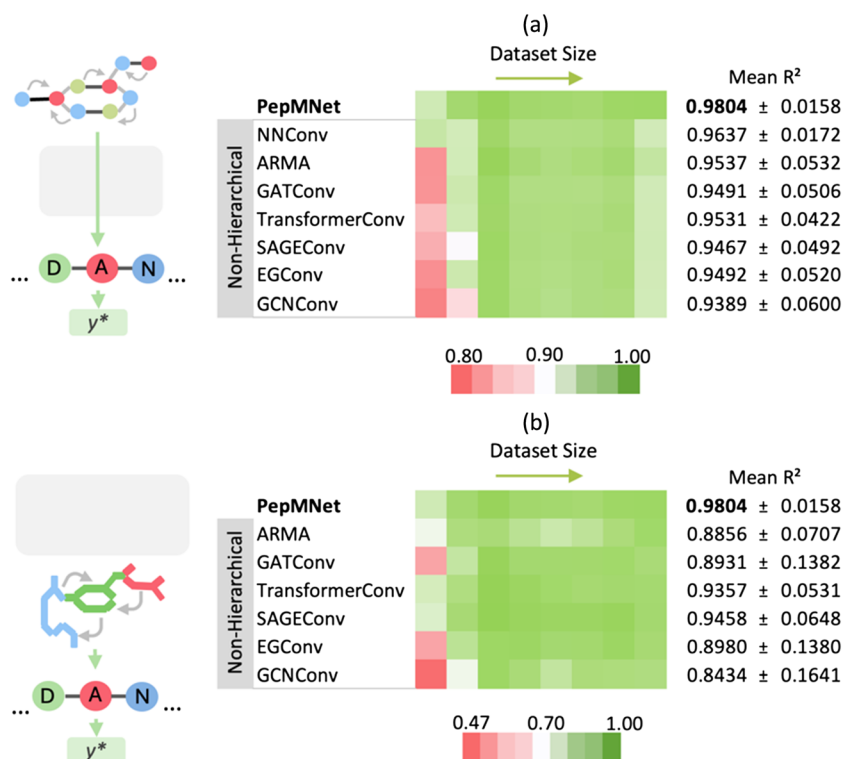 (a)
Dataset Size
Mean R²
PepMNet 0.9804 ± 0.0158
Non-Hierarchical
NNConv 0.9637 ± 0.0172
ARMA 0.9537 ± 0.0532
GATConv 0.9491 ± 0.0506
TransformerConv 0.9531 ± 0.0422
SAGEConv 0.9467 ± 0.0492
EGConv 0.9492 ± 0.0520
GCNConv 0.9389 ± 0.0600
... D A N ...
y*
0.80 0.90 1.00
(b)
Dataset Size
Mean R²
PepMNet 0.9804 ± 0.0158
Non-Hierarchical
ARMA 0.8856 ± 0.0707
GATConv 0.8931 ± 0.1382
TransformerConv 0.9357 ± 0.0531
SAGEConv 0.9458 ± 0.0648
EGConv 0.8980 ± 0.1380
GCNConv 0.8434 ± 0.1641
... D A N ...
y*
0.47 0.70 1.00